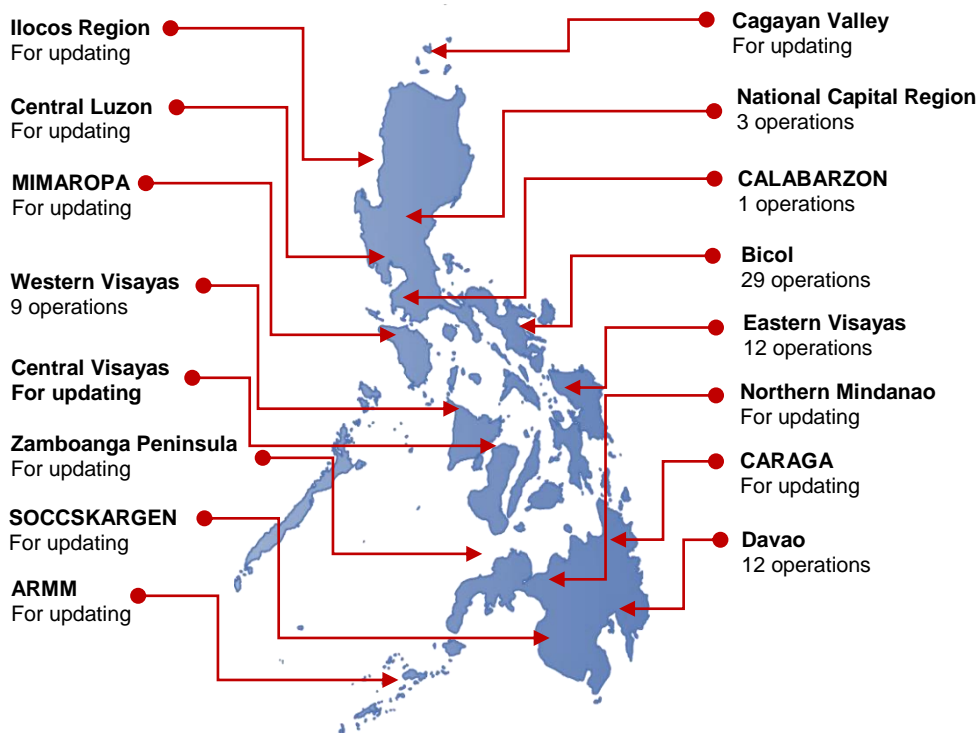 Ilocos Region
For updating
Central Luzon
For updating
MIMAROPA
For updating
Western Visayas
9 operations
Central Visayas
For updating
Zamboanga Peninsula
For updating
SOCCSKARGEN
For updating
ARMM
For updating
Cagayan Valley
For updating
National Capital Region
3 operations
CALABARZON
1 operations
Bicol
29 operations
Eastern Visayas
12 operations
Northern Mindanao
For updating
CARAGA
For updating
Davao
12 operations